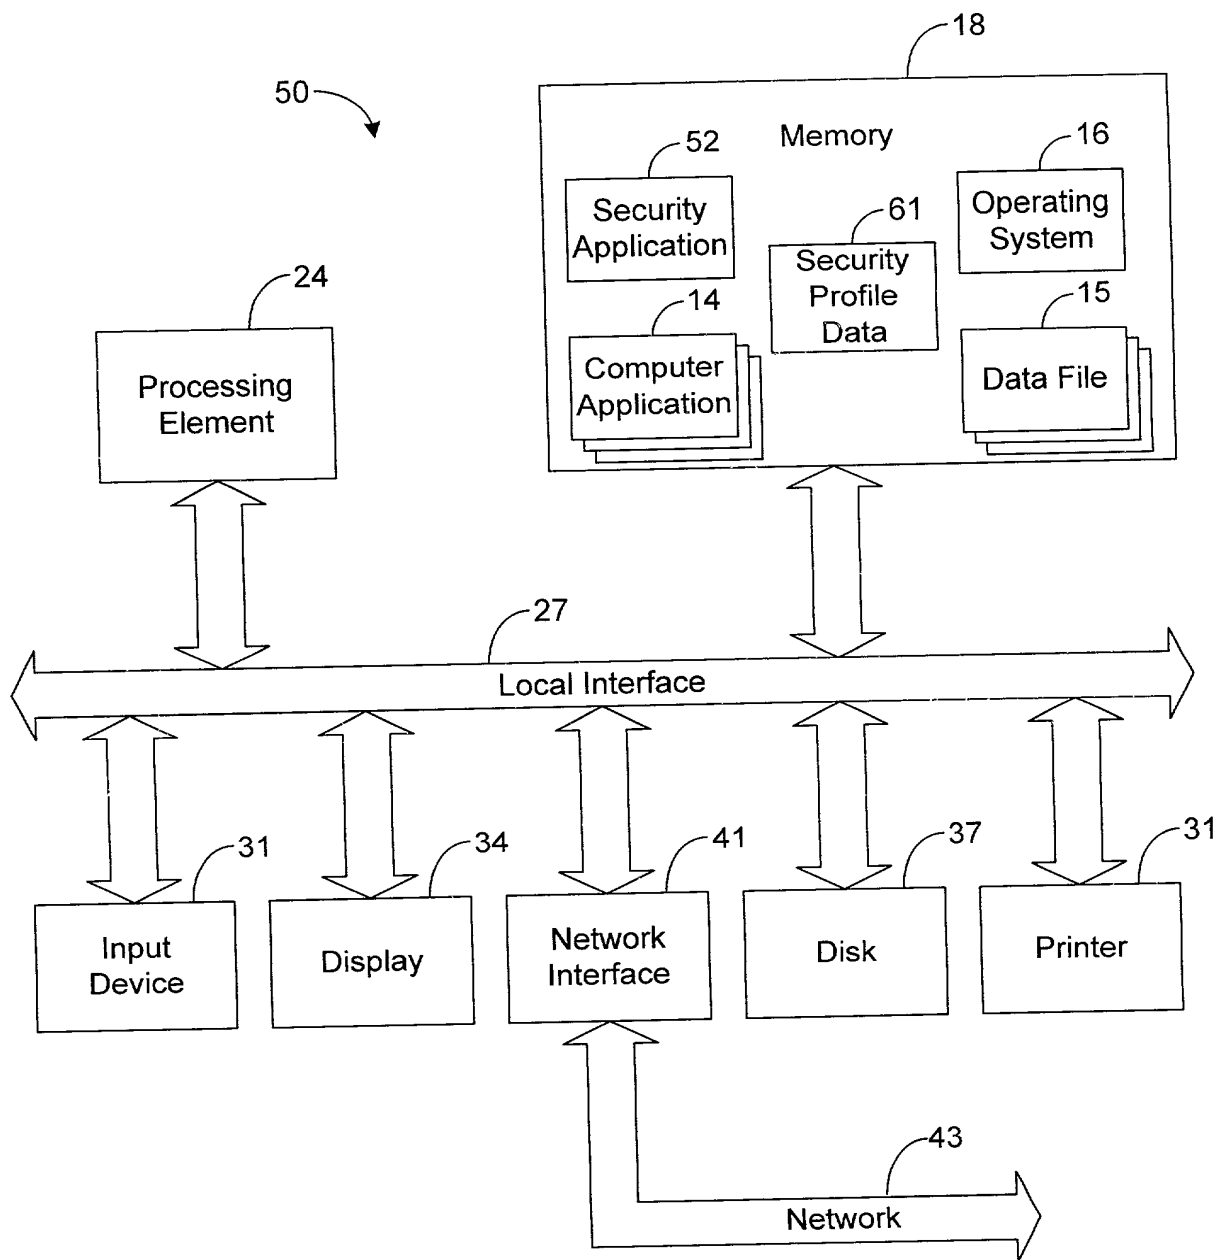 18
50
Memory
52
16
Security
Application
61
Operating
System
Security
Profile
Data
24
14
15
Processing
Element
Computer
Application
Data File
27
Local Interface
31
34
41
37
31
Input
Device
Display
Network
Interface
Disk
Printer
43
Network